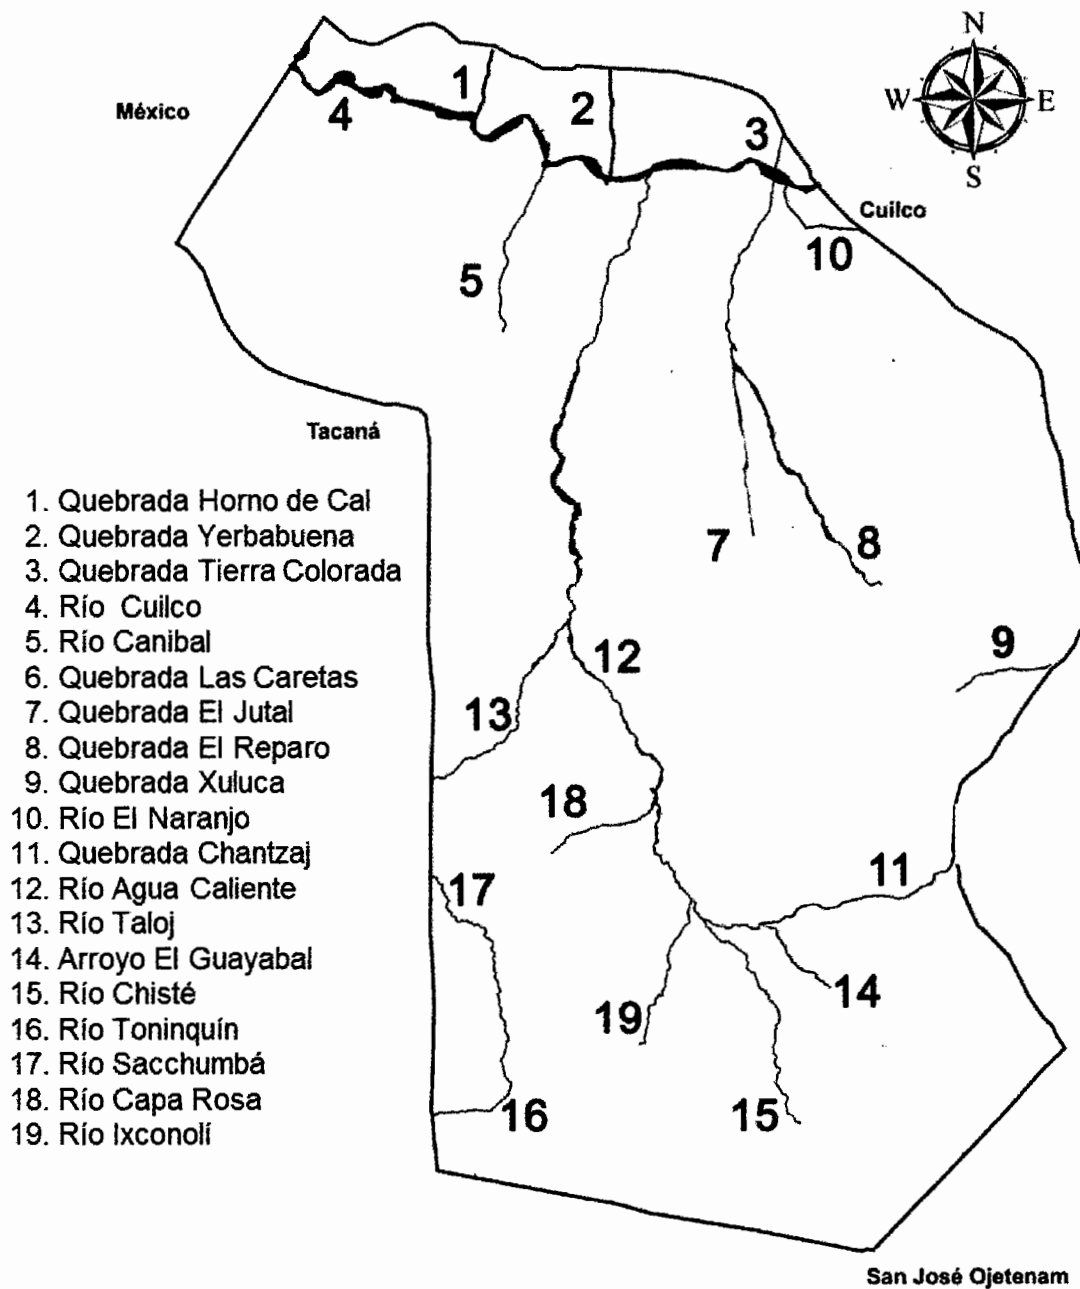 N
W E
S
México
1
2
3
4
Cuilco
10
5
Tacaná
1. Quebrada Horno de Cal
2. Quebrada Yerbabuena
3. Quebrada Tierra Colorada
4. Río Cuilco
5. Río Canibal
6. Quebrada Las Caretas
7. Quebrada El Jutal
8. Quebrada El Reparo
9. Quebrada Xuluca
10. Río El Naranjo
11. Quebrada Chantzaj
12. Río Agua Caliente
13. Río Taloj
14. Arroyo El Guayabal
15. Río Chisté
16. Río Toninquín
17. Río Sacchumbá
18. Río Capa Rosa
19. Río Ixconolí
7
8
9
12
13
18
11
17
14
19
15
16
San José Ojetenam